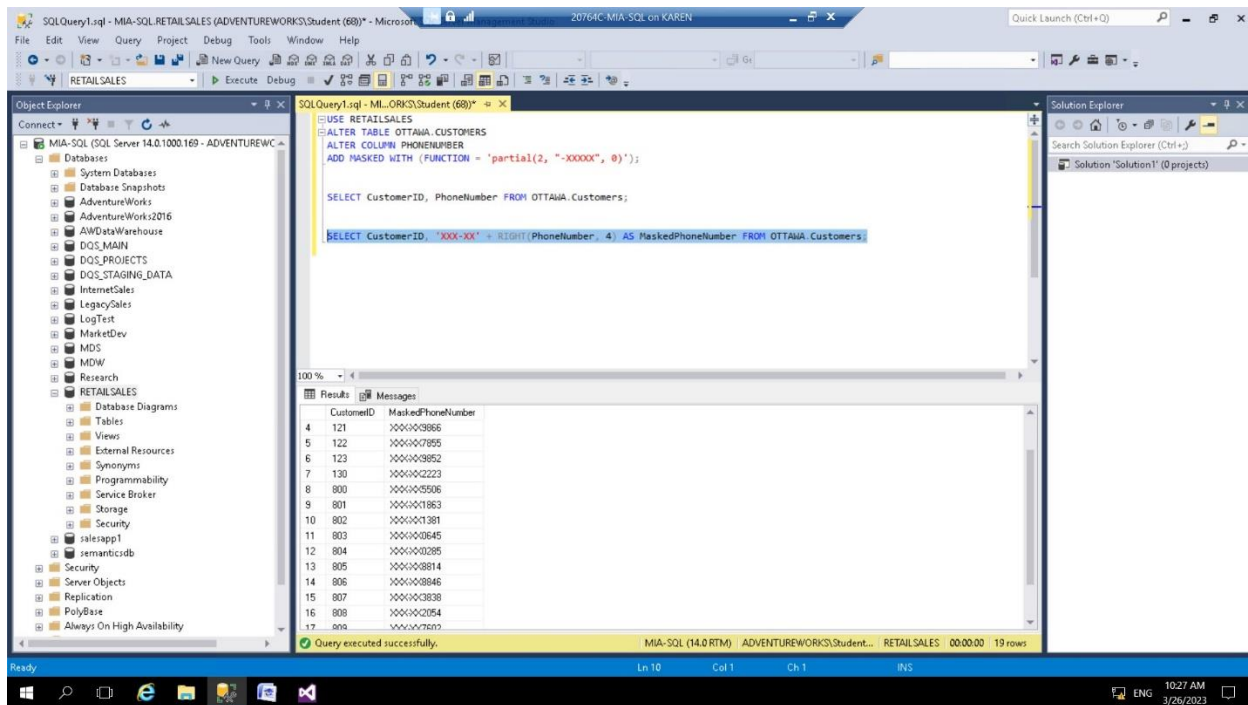 SQLQuery1.sql - MIA-SQL.RETAILSALES (ADVENTUREWORKS\Student (68))* - Microsoft
20764C-MIA-SQL on KAREN
Quick Launch (Ctrl+Q)
File Edit View Query Project Debug Tools Window Help
New Query
RETAILSALES Execute Debug
Object Explorer
Connect
MIA-SQL (SQL Server 14.0.1000.169 - ADVENTUREWC
Databases
System Databases
Database Snapshots
AdventureWorks
AdventureWorks2016
AWDataWarehouse
DQS_MAIN
DQS_PROJECTS
DQS_STAGING_DATA
InternetSales
LegacySales
LogTest
MarketDev
MDS
MDW
Research
RETAILSALES
Database Diagrams
Tables
Views
External Resources
Synonyms
Programmability
Service Broker
Storage
Security
salesapp1
semanticsdb
Security
Server Objects
Replication
PolyBase
Always On High Availability
SQLQuery1.sql - MI...ORKS\Student (68))*
USE RETAILSALES
ALTER TABLE OTTAWA.CUSTOMERS
ALTER COLUMN PHONENUMBER
ADD MASKED WITH (FUNCTION = 'partial(2, "-XXXXX", 0)');
SELECT CustomerID, PhoneNumber FROM OTTAWA.Customers;
SELECT CustomerID, 'XXX-XX' + RIGHT(PhoneNumber, 4) AS MaskedPhoneNumber FROM OTTAWA.Customers;
100 %
Results Messages
CustomerID MaskedPhoneNumber
4 121 XXX-XX9866
5 122 XXX-XX7855
6 123 XXX-XX9852
7 130 XXX-XX2223
8 800 XXX-XX5506
9 801 XXX-XX1863
10 802 XXX-XX1381
11 803 XXX-XX0645
12 804 XXX-XX0285
13 805 XXX-XX8814
14 806 XXX-XX8846
15 807 XXX-XX3838
16 808 XXX-XX2054
17 809 XXX-XX7602
Query executed successfully. MIA-SQL (14.0 RTM) ADVENTUREWORKS\Student... RETAILSALES 00:00:00 19 rows
Solution Explorer
Search Solution Explorer (Ctrl+;)
Solution 'Solution1' (0 projects)
Ready Ln 10 Col 1 Ch 1 INS
ENG
10:27 AM
3/26/2023